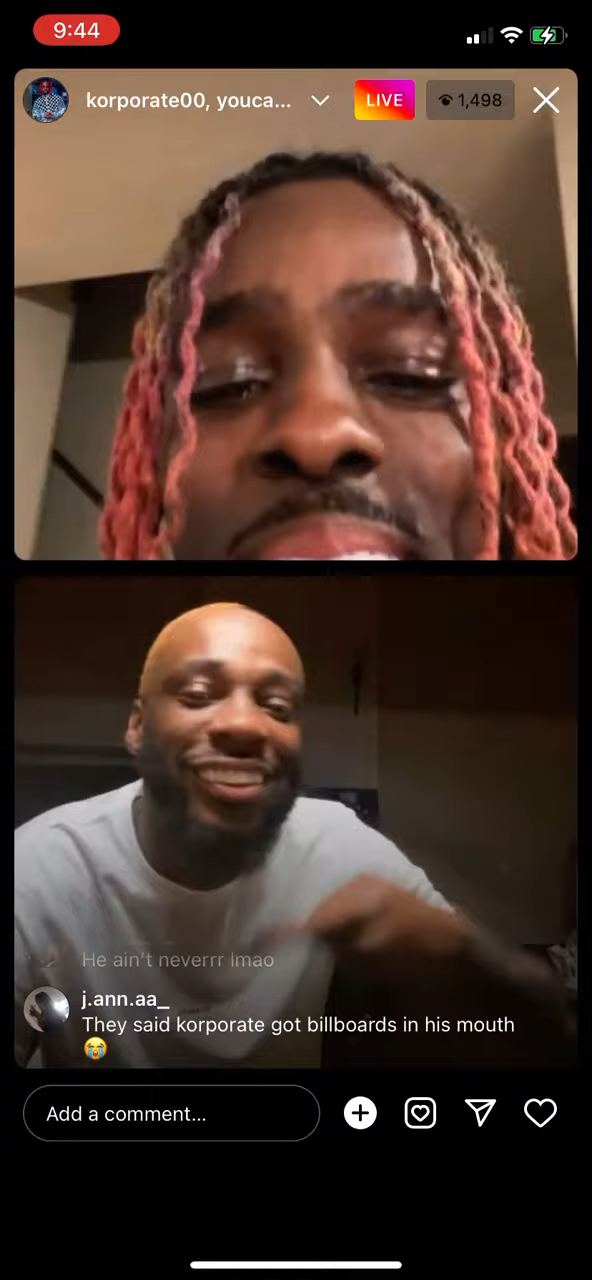 9:44
korporate00, youca...
LIVE
1,498
He ain't neverrr lmao
j.ann.aa_
They said korporate got billboards in his mouth
😭
Add a comment...